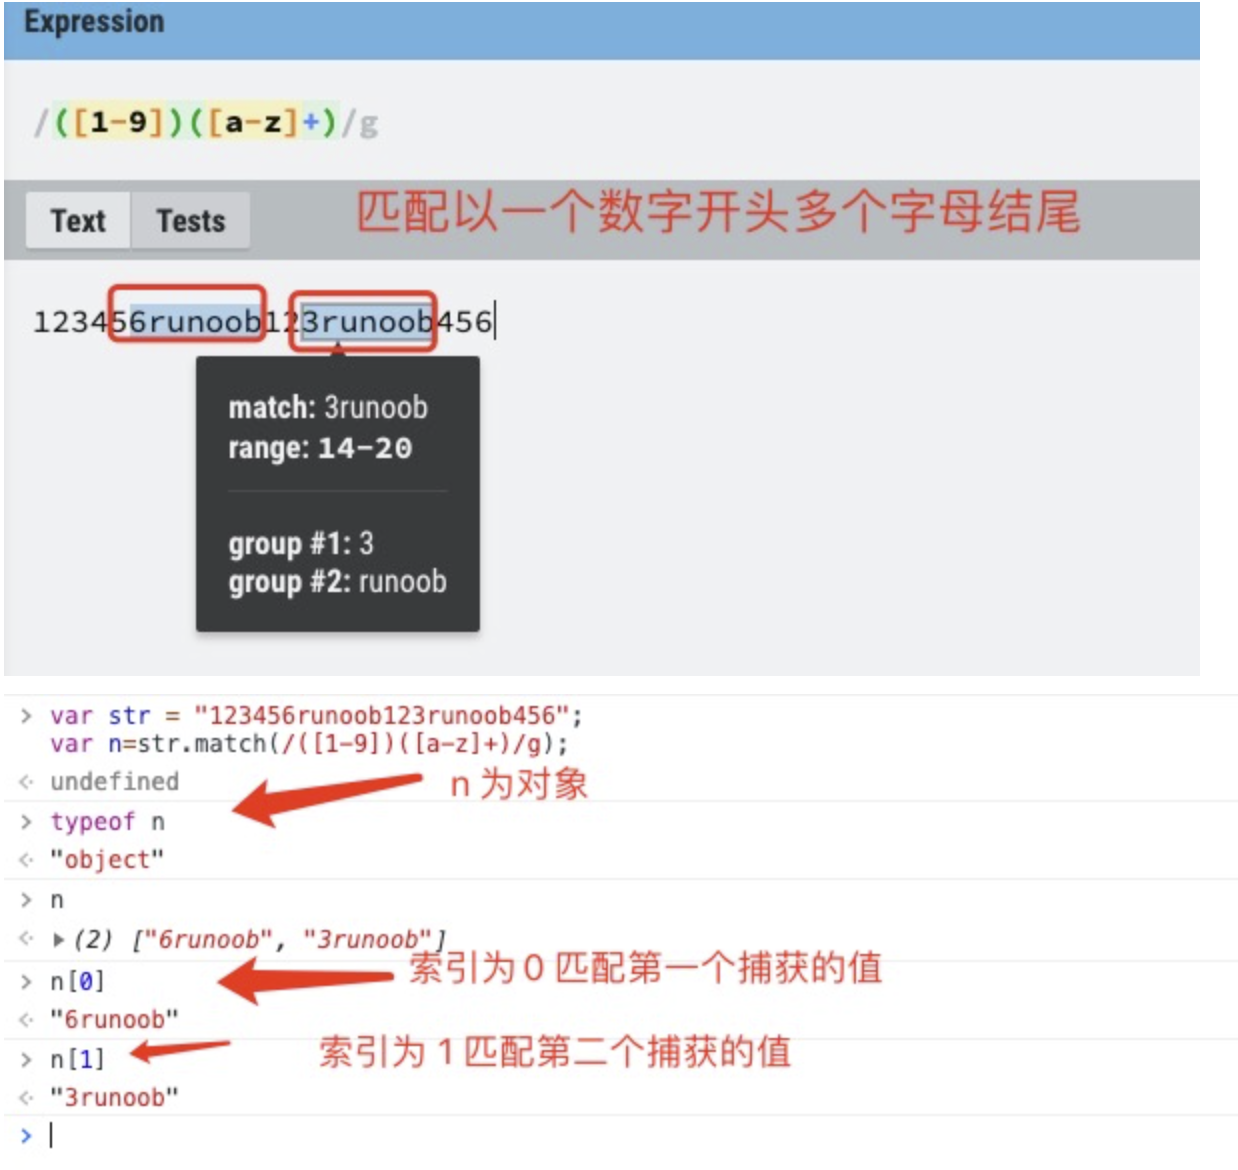 Expression
/([1-9])([a-z]+)/g
Text Tests 匹配以一个数字开头多个字母结尾
123456runoob123runoob456
match: 3runoob
range: 14-20
group #1: 3
group #2: runoob
> var str = "123456runoob123runoob456";
var n=str.match(/([1-9])([a-z]+)/g);
<· undefined
n 为对象
> typeof n
<· "object"
> n
<· ▶ (2) ["6runoob", "3runoob"]
索引为 0 匹配第一个捕获的值
> n[0]
<· "6runoob"
索引为 1 匹配第二个捕获的值
> n[1]
<· "3runoob"
>